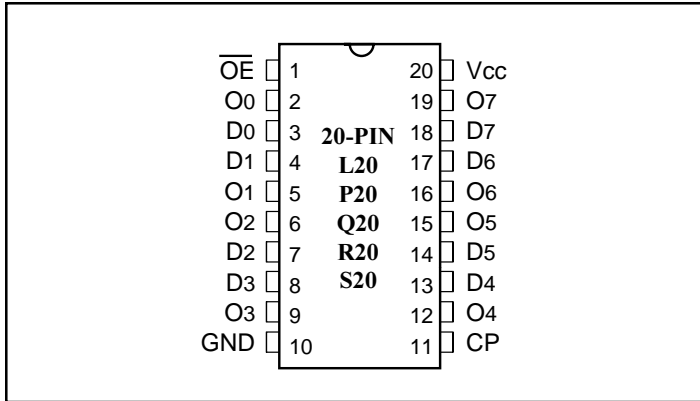 O̅E̅ 1 20 Vcc
O0 2 19 O7
D0 3 20-PIN 18 D7
D1 4 L20 17 D6
O1 5 P20 16 O6
O2 6 Q20 15 O5
D2 7 R20 14 D5
D3 8 S20 13 D4
O3 9 12 O4
GND 10 11 CP